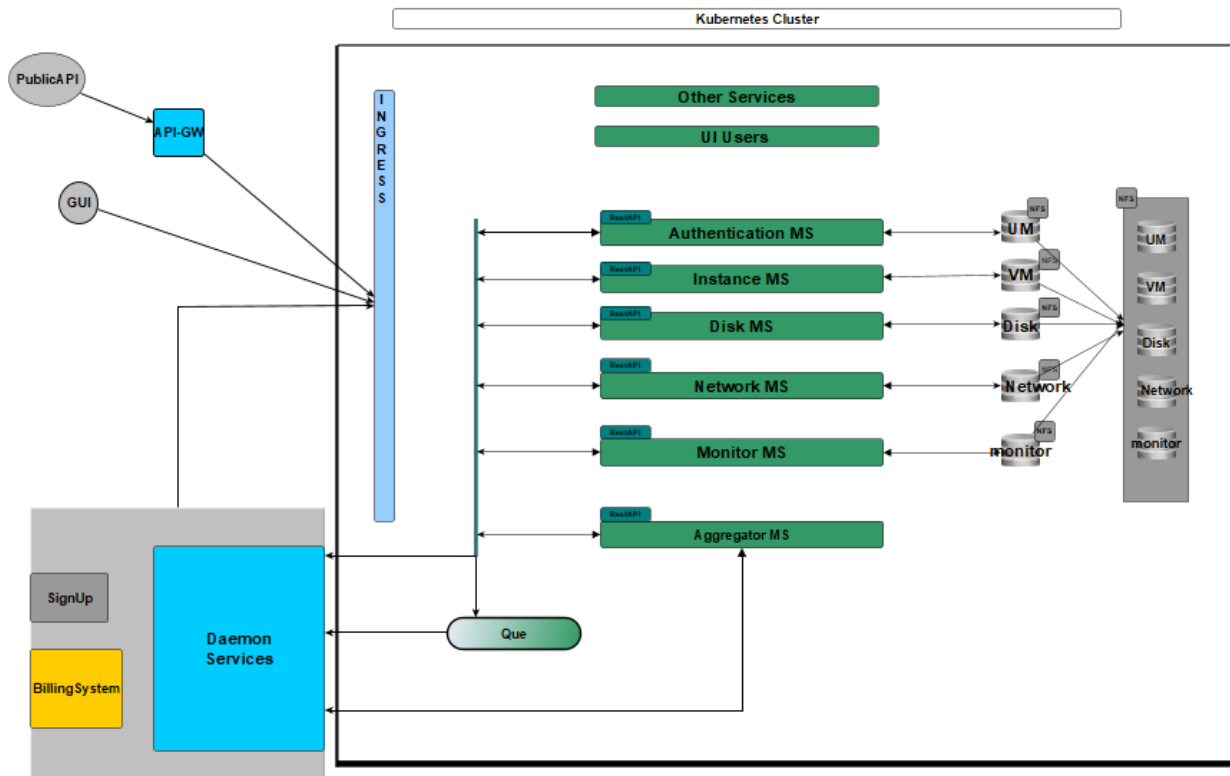 Kubernetes Cluster
PublicAPI
API-GW
GUI
INGRESS
Other Services
UI Users
RestAPI
Authentication MS
RestAPI
Instance MS
RestAPI
Disk MS
RestAPI
Network MS
RestAPI
Monitor MS
RestAPI
Aggregator MS
NFS
UM
NFS
VM
NFS
Disk
NFS
Network
NFS
monitor
NFS
UM
VM
Disk
Network
monitor
SignUp
BillingSystem
Daemon
Services
Que